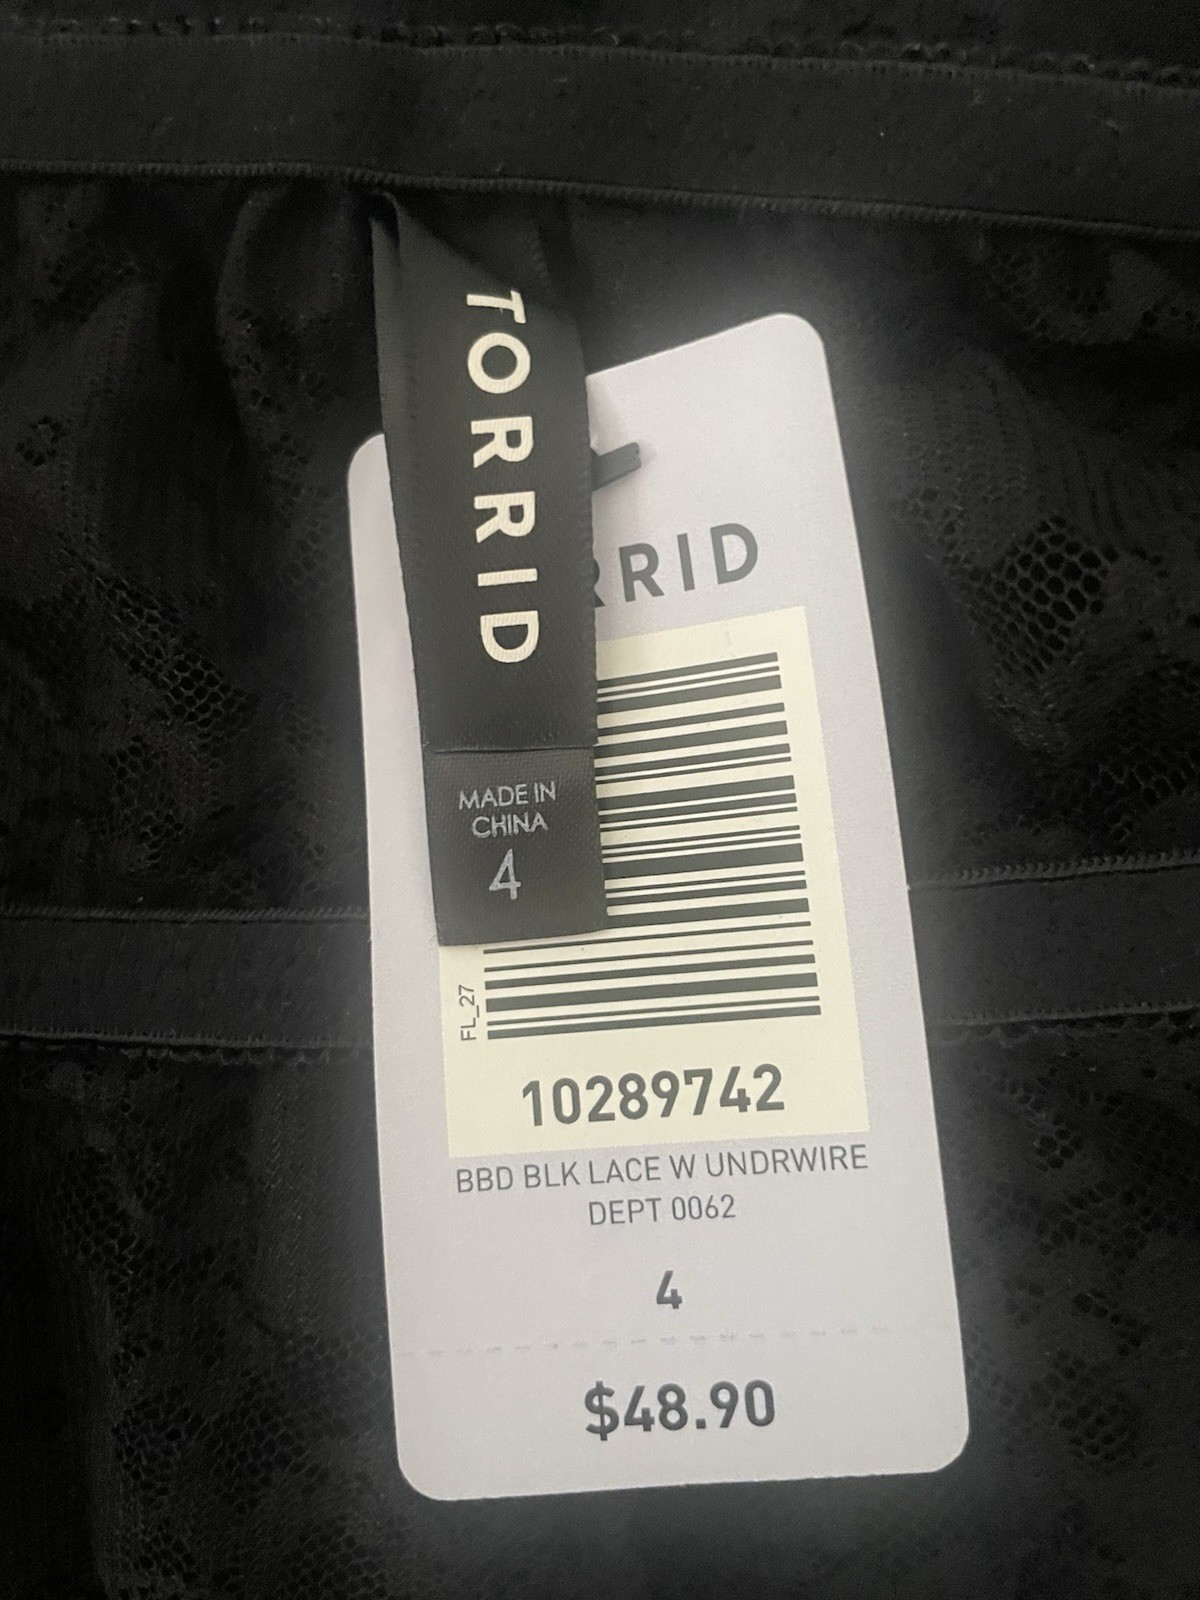 TORRID
MADE IN
CHINA
4
RRID
FL_27
10289742
BBD BLK LACE W UNDRWIRE
DEPT 0062
4
$48.90